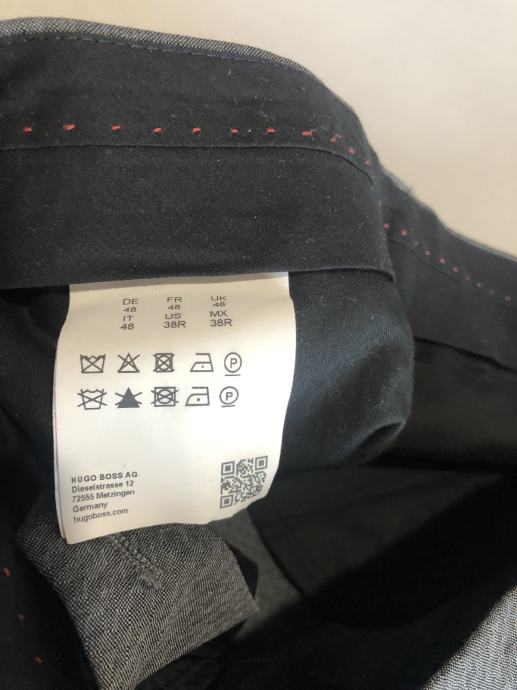 DE FR UK
48 48 48
IT US MX
48 38R 38R
P
P
HUGO BOSS AG
Dieselstrasse 12
72555 Metzingen
Germany
hugoboss.com